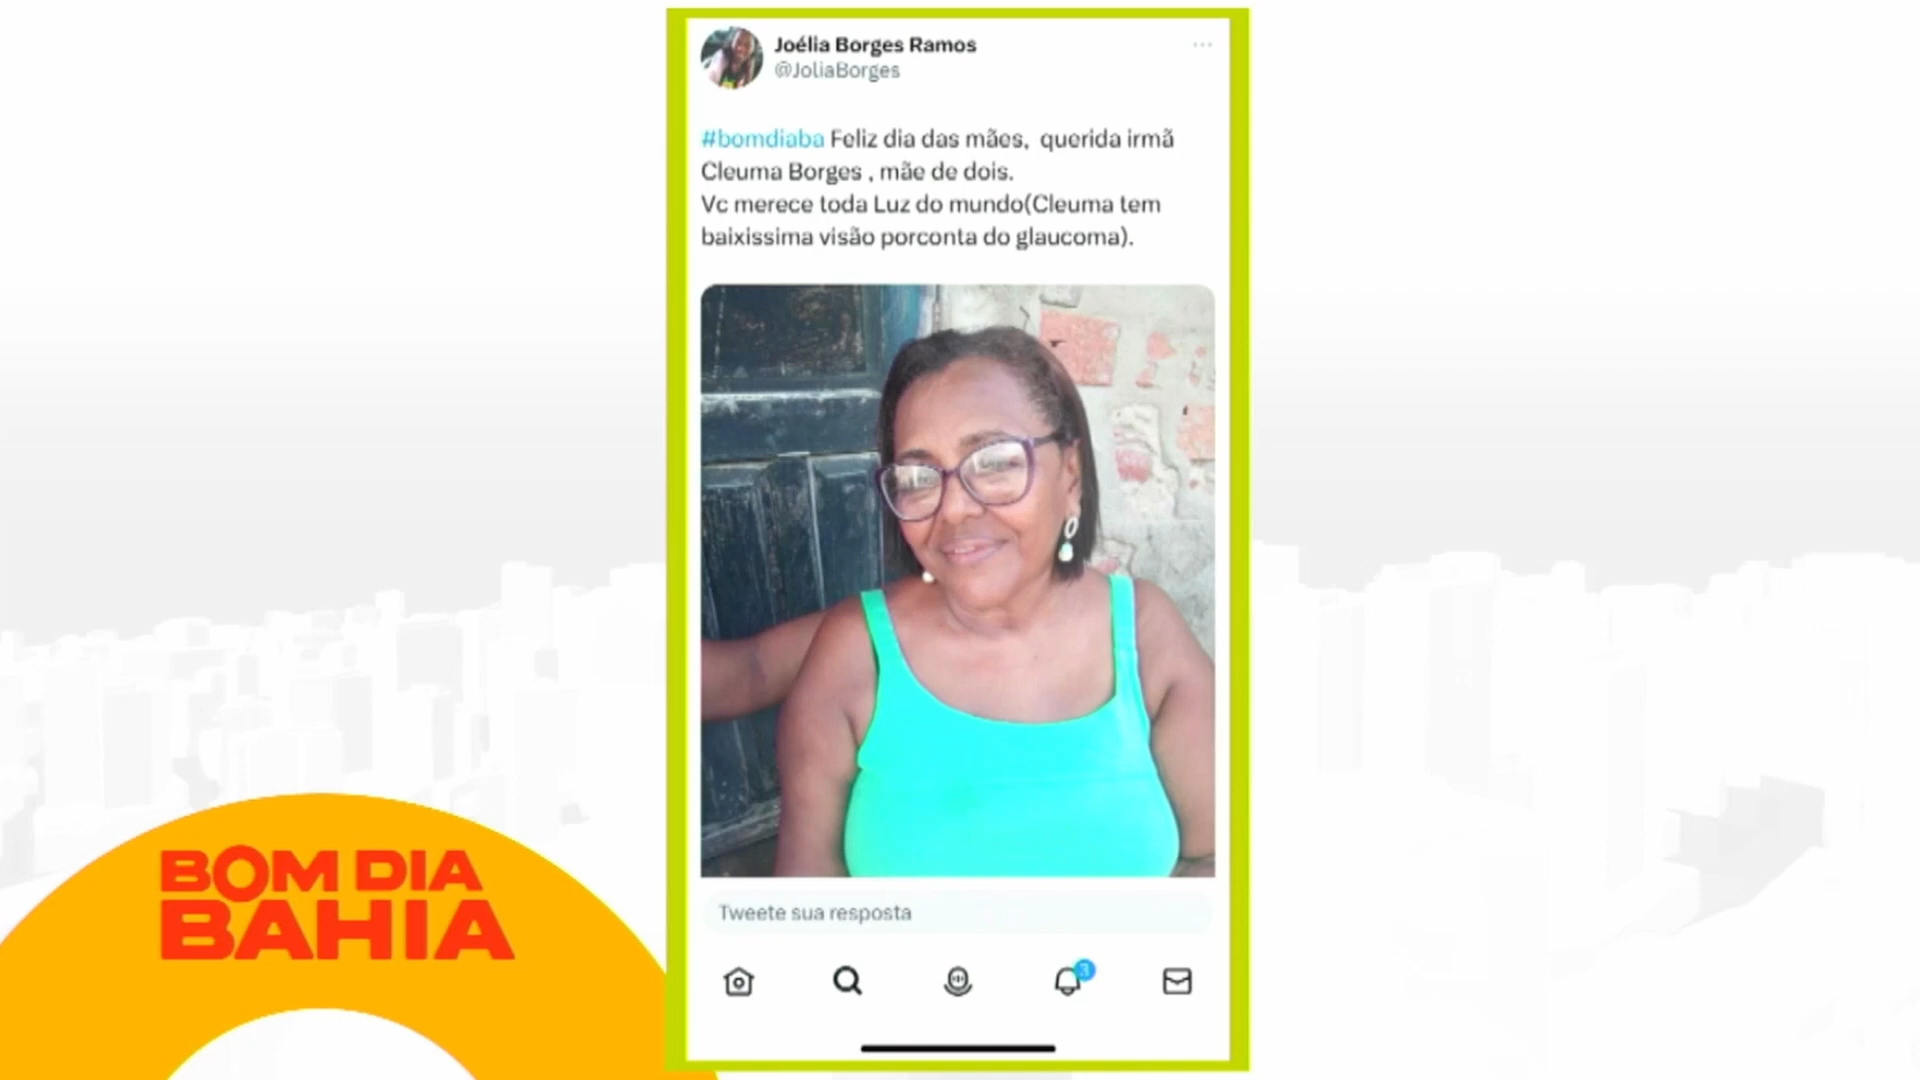 Joélia Borges Ramos
@JoliaBorges
#bomdiaba Feliz dia das mães, querida irmã
Cleuma Borges , mãe de dois.
Vc merece toda Luz do mundo(Cleuma tem
baixissima visão porconta do glaucoma).
Tweete sua resposta
3
BOM DIA
BAHIA